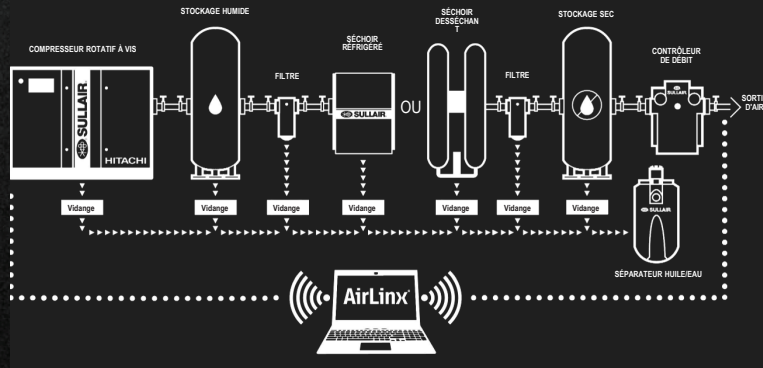 STOCKAGE HUMIDE
SÉCHOIR
DESSÉCHAN
T
STOCKAGE SEC
COMPRESSEUR ROTATIF À VIS
SÉCHOIR
RÉFRIGÉRÉ
CONTRÔLEUR
DE DÉBIT
FILTRE
FILTRE
SULLAIR
HITACHI
SULLAIR
OU
SULLAIR
SORTI
D'AIR
Vidange
Vidange
Vidange
Vidange
Vidange
Vidange
Vidange
SULLAIR
SÉPARATEUR HUILE/EAU
AirLinx®